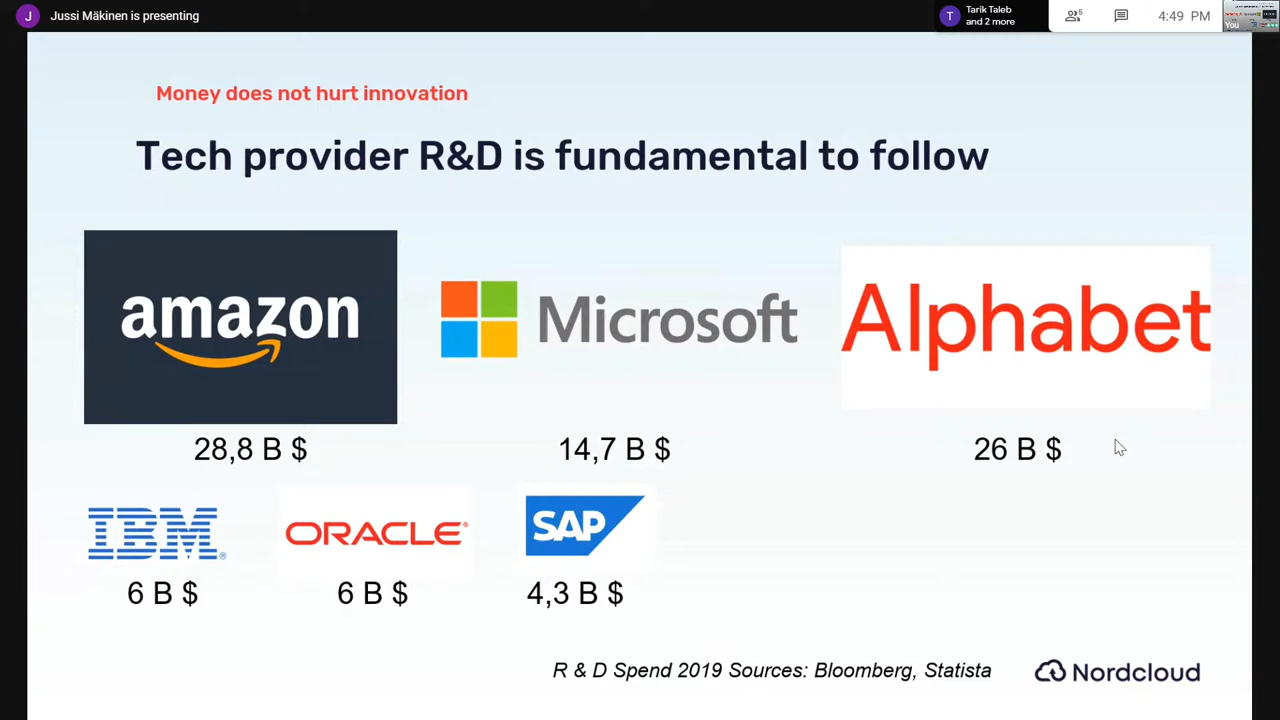 J
Jussi Mäkinen is presenting
T
Tarik Taleb
and 2 more
5
4:49 PM
You
Money does not hurt innovation
Tech provider R&D is fundamental to follow
amazon
Microsoft
Alphabet
28,8 B $
14,7 B $
26 B $
IBM®
ORACLE®
SAP
6 B $
6 B $
4,3 B $
R & D Spend 2019 Sources: Bloomberg, Statista
Nordcloud